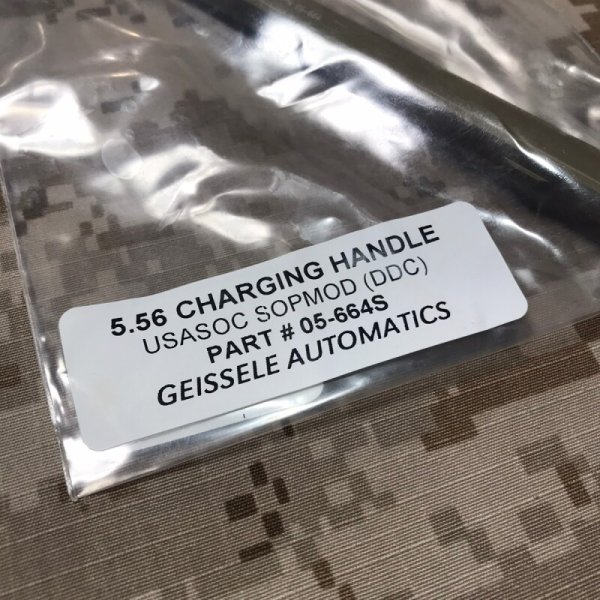 5.56 CHARGING HANDLE
USASOC SOPMOD (DDC)
PART # 05-664S
GEISSELE AUTOMATICS